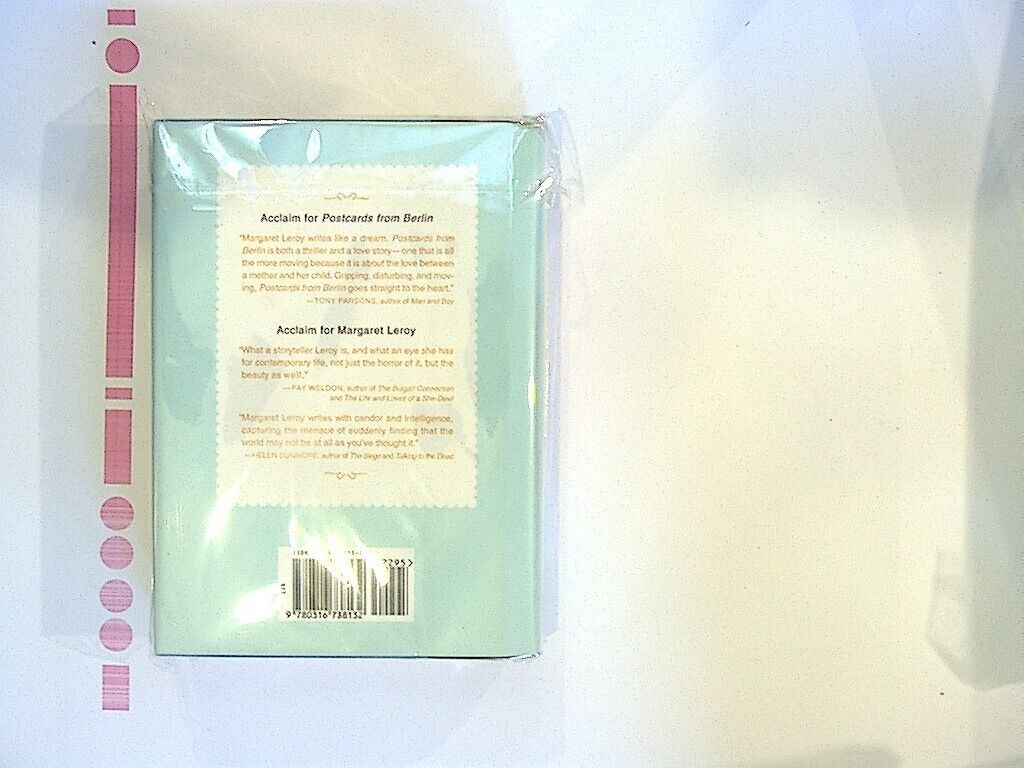 Acclaim for Postcards from Berlin
"Margaret Leroy writes like a dream. Postcards from
Berlin is both a thriller and a love story—one that is all
the more moving because it is about the love between
a mother and her child. Gripping, disturbing, and mov-
ing, Postcards from Berlin goes straight to the heart."
—TONY PARSONS, author of Man and Boy
Acclaim for Margaret Leroy
"What a storyteller Leroy is, and what an eye she has
for contemporary life, not just the horror of it, but the
beauty as well."
—FAY WELDON, author of The Bulgari Connection
and The Life and Loves of a She-Devil
"Margaret Leroy writes with candor and intelligence,
capturing the menace of suddenly finding that the
world may not be at all as you've thought it."
—HELEN DUNMORE, author of The Siege and Talking to the Dead
ISBN
2295>
9 780316 738132